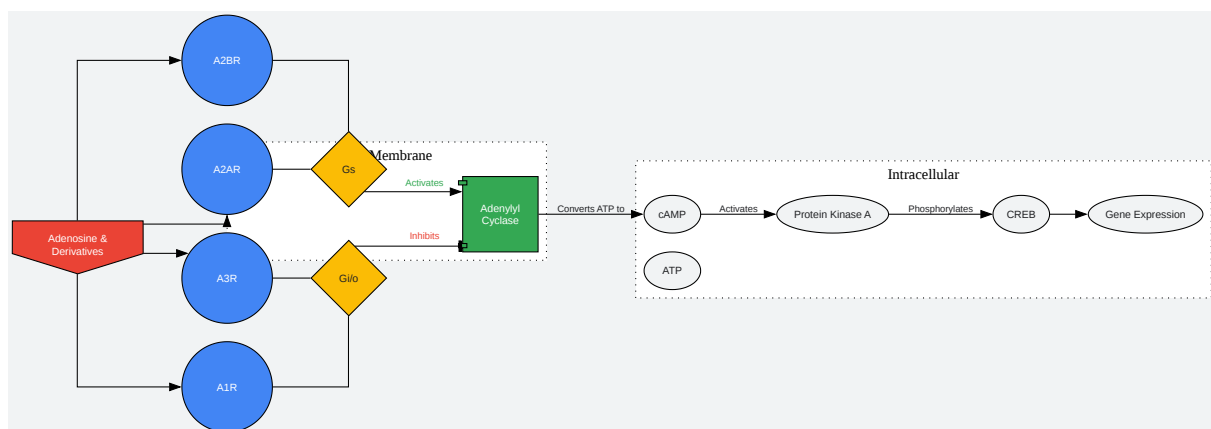 A2BR
A2AR
Membrane
Gs
Activates
Adenylyl
Cyclase
Inhibits
Adenosine &
Derivatives
A3R
Gi/o
A1R
Converts ATP to
Intracellular
cAMP
Activates
Protein Kinase A
Phosphorylates
CREB
Gene Expression
ATP